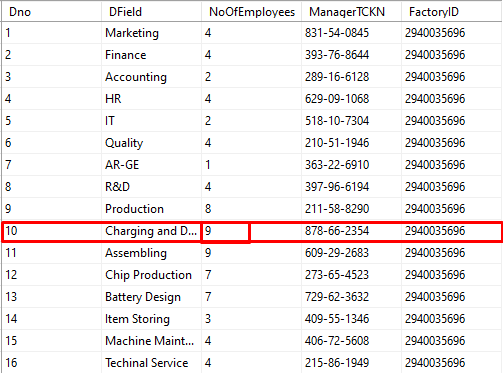 Dno DField NoOfEmployees ManagerTCKN FactoryID
1 Marketing 4 831-54-0845 2940035696
2 Finance 4 393-76-8644 2940035696
3 Accounting 2 289-16-6128 2940035696
4 HR 4 629-09-1068 2940035696
5 IT 2 518-10-7304 2940035696
6 Quality 4 210-51-1946 2940035696
7 AR-GE 1 363-22-6910 2940035696
8 R&D 4 397-96-6194 2940035696
9 Production 8 211-58-8290 2940035696
10 Charging and D... 9 878-66-2354 2940035696
11 Assembling 9 609-29-2683 2940035696
12 Chip Production 7 273-65-4523 2940035696
13 Battery Design 7 729-62-3632 2940035696
14 Item Storing 3 409-55-1346 2940035696
15 Machine Maint... 4 406-72-5608 2940035696
16 Techinal Service 4 215-86-1949 2940035696